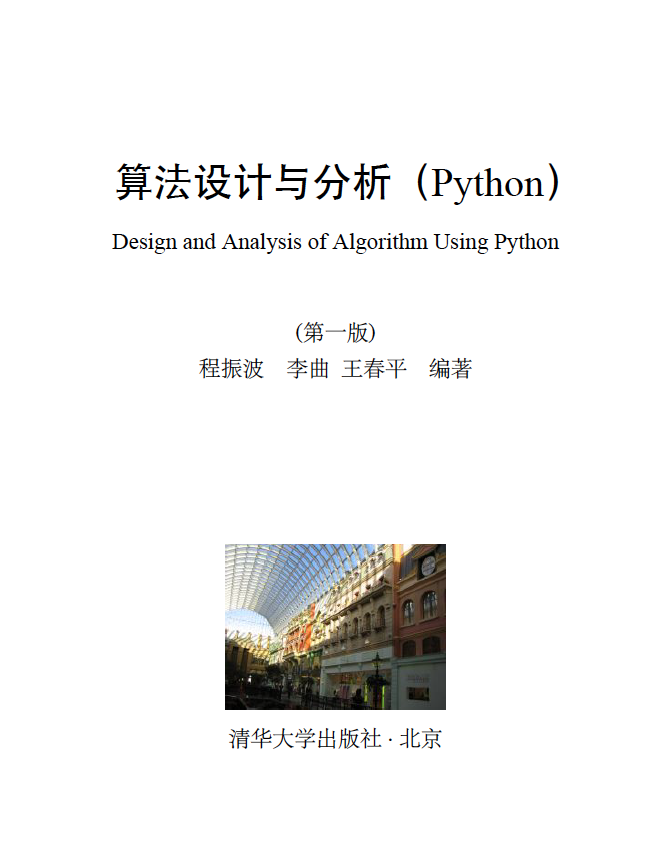 算法设计与分析（Python）
Design and Analysis of Algorithm Using Python
(第一版)
程振波 李曲 王春平 编著
清华大学出版社 · 北京